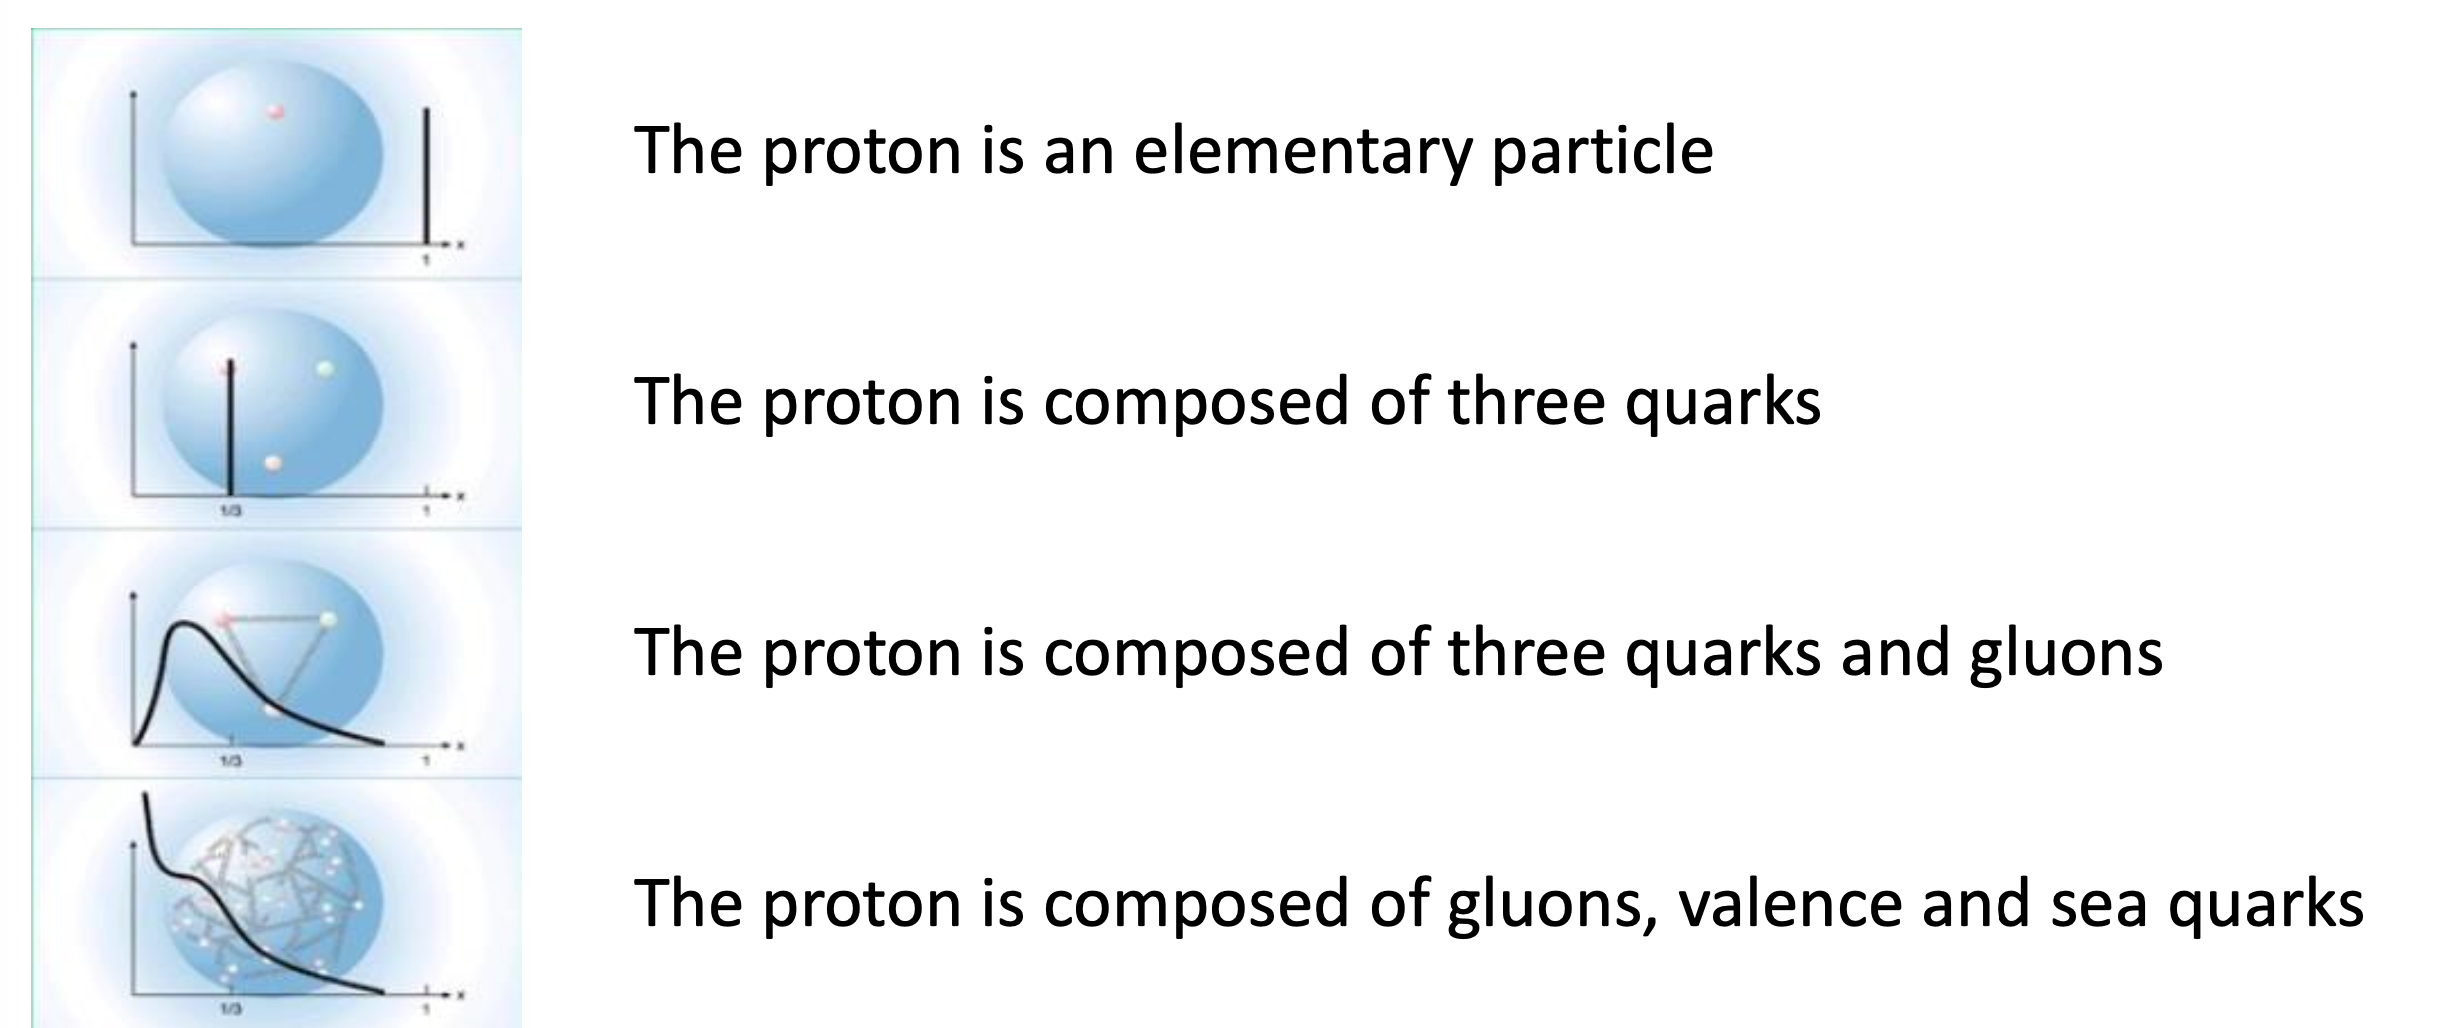 x
1
The proton is an elementary particle
x
1/3
1
The proton is composed of three quarks
x
1/3
1
The proton is composed of three quarks and gluons
x
1/3
1
The proton is composed of gluons, valence and sea quarks